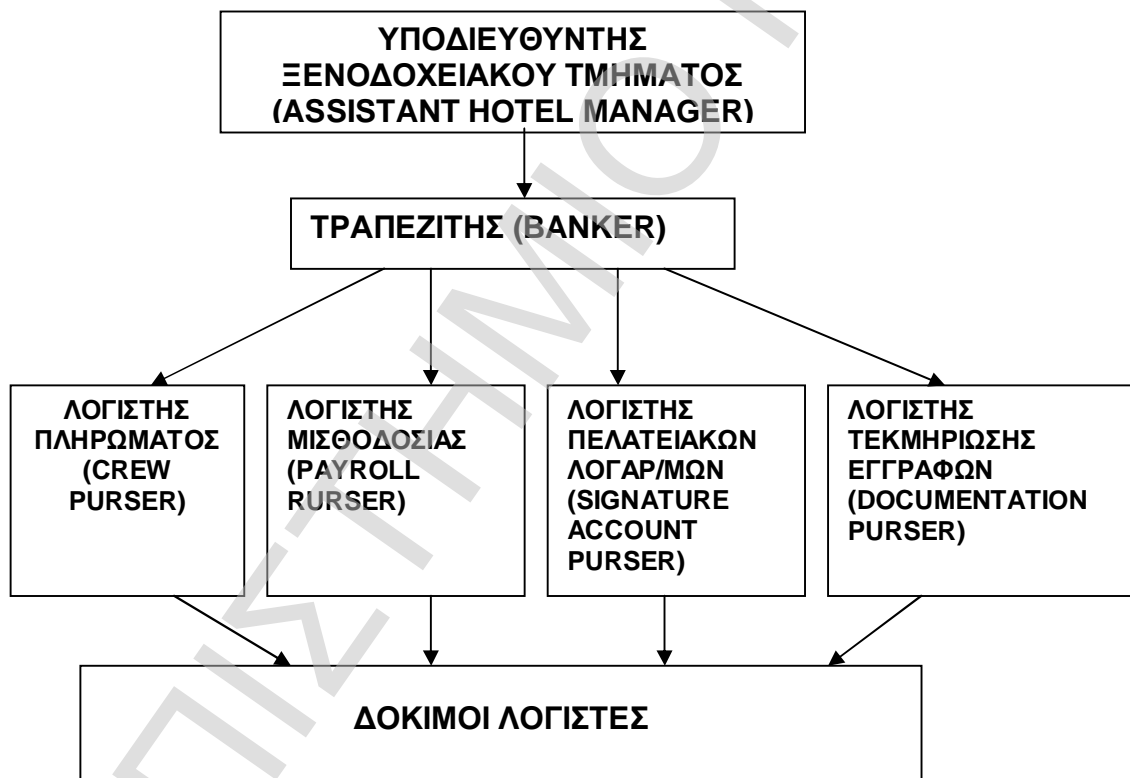 ΥΠΟΔΙΕΥΘΥΝΤΗΣ
ΞΕΝΟΔΟΧΕΙΑΚΟΥ ΤΜΗΜΑΤΟΣ
(ASSISTANT HOTEL MANAGER)
ΤΡΑΠΕΖΙΤΗΣ (BANKER)
ΛΟΓΙΣΤΗΣ
ΠΛΗΡΩΜΑΤΟΣ
(CREW
PURSER)
ΛΟΓΙΣΤΗΣ
ΜΙΣΘΟΔΟΣΙΑΣ
(PAYROLL
RURSER)
ΛΟΓΙΣΤΗΣ
ΠΕΛΑΤΕΙΑΚΩΝ
ΛΟΓΑΡ/ΜΩΝ
(SIGNATURE
ACCOUNT
PURSER)
ΛΟΓΙΣΤΗΣ
ΤΕΚΜΗΡΙΩΣΗΣ
ΕΓΓΡΑΦΩΝ
(DOCUMENTATION
PURSER)
ΔΟΚΙΜΟΙ ΛΟΓΙΣΤΕΣ
ΠΙΣΤΗΜΙΟ